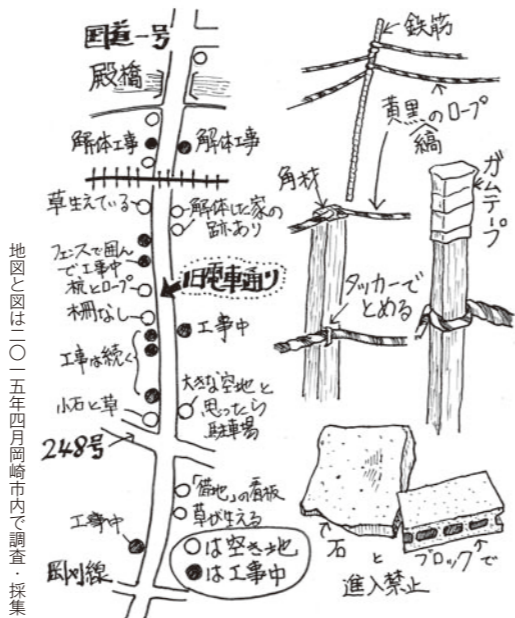 国道一号
殿橋
解体工事
解体工事
草生えている
解体した家の
跡あり
フェンスで囲ん
で工事中
杭とロープ
旧電車通り
柵なし
工事中
工事は続く
大きな空地と
思ったら
駐車場
小石と草
248号
「借地」の看板
草が生える
工事中
岡刈線
○は空き地
●は工事中
鉄筋
黄黒のロープ
縞
角材
ガムテープ
タッカーで
とめる
石
と
ブロックで
進入禁止
地図と図は二〇一五年四月岡崎市内で調査・採集